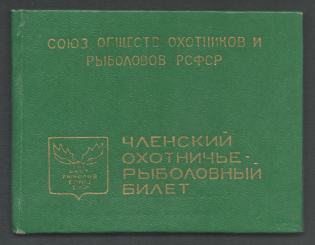 СОЮЗ ОБЩЕСТВ ОХОТНИКОВ И
РЫБОЛОВОВ РСФСР
ЧЛЕНСКИЙ
ОХОТНИЧЬЕ-
РЫБОЛОВНЫЙ
БИЛЕТ